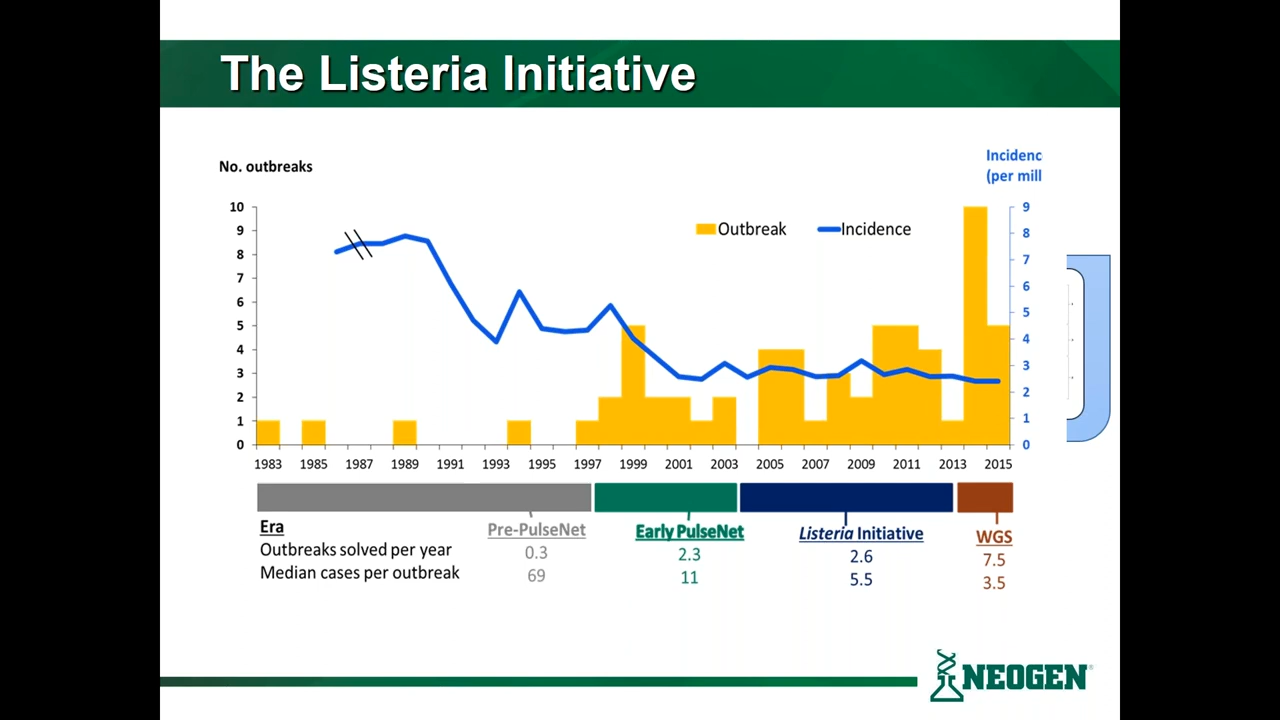 The Listeria Initiative
No. outbreaks
Incidenc
(per mill
10 9
9 8
8 7
7 6
6 5
5 4
4 3
3 2
2 1
1 0
0
Outbreak Incidence
1983 1985 1987 1989 1991 1993 1995 1997 1999 2001 2003 2005 2007 2009 2011 2013 2015
Era Pre-PulseNet Early PulseNet Listeria Initiative WGS
Outbreaks solved per year 0.3 2.3 2.6 7.5
Median cases per outbreak 69 11 5.5 3.5
NEOGEN®